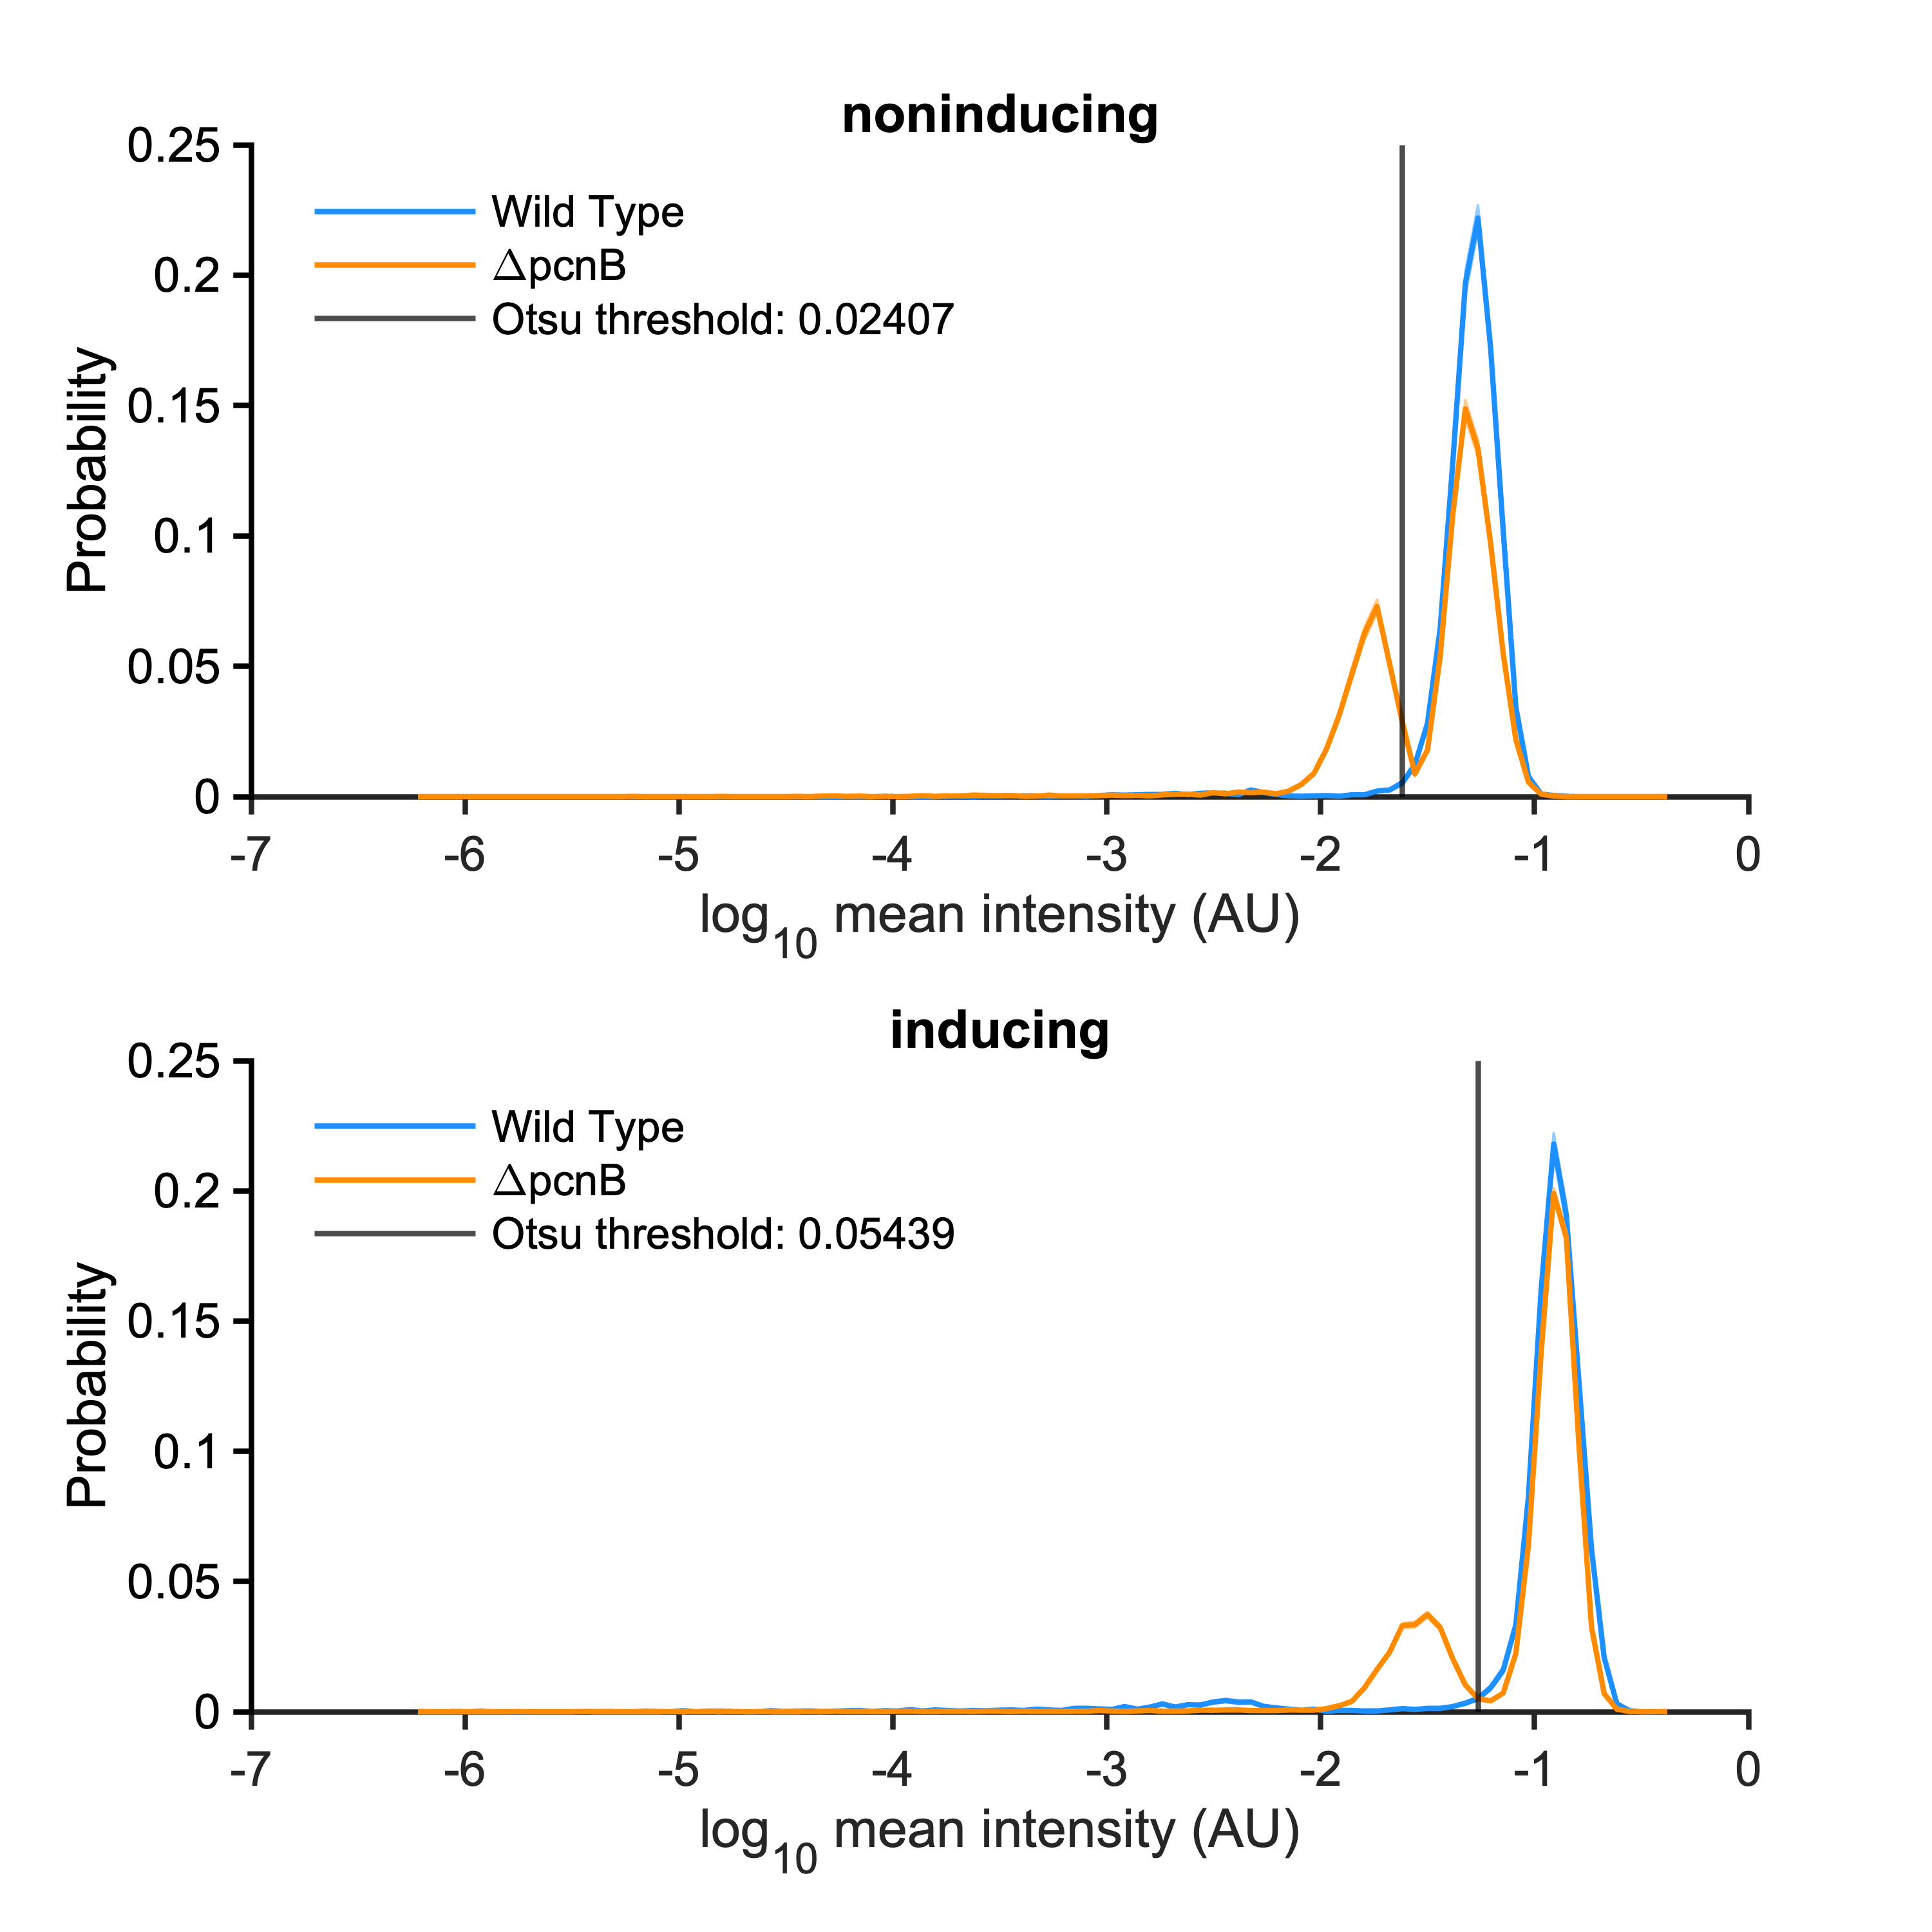 noninducing
0.25
0.2
0.15
0.1
0.05
0
Probability
Wild Type
△pcnB
Otsu threshold: 0.02407
-7 -6 -5 -4 -3 -2 -1 0
log10 mean intensity (AU)
inducing
0.25
0.2
0.15
0.1
0.05
0
Probability
Wild Type
△pcnB
Otsu threshold: 0.05439
-7 -6 -5 -4 -3 -2 -1 0
log10 mean intensity (AU)